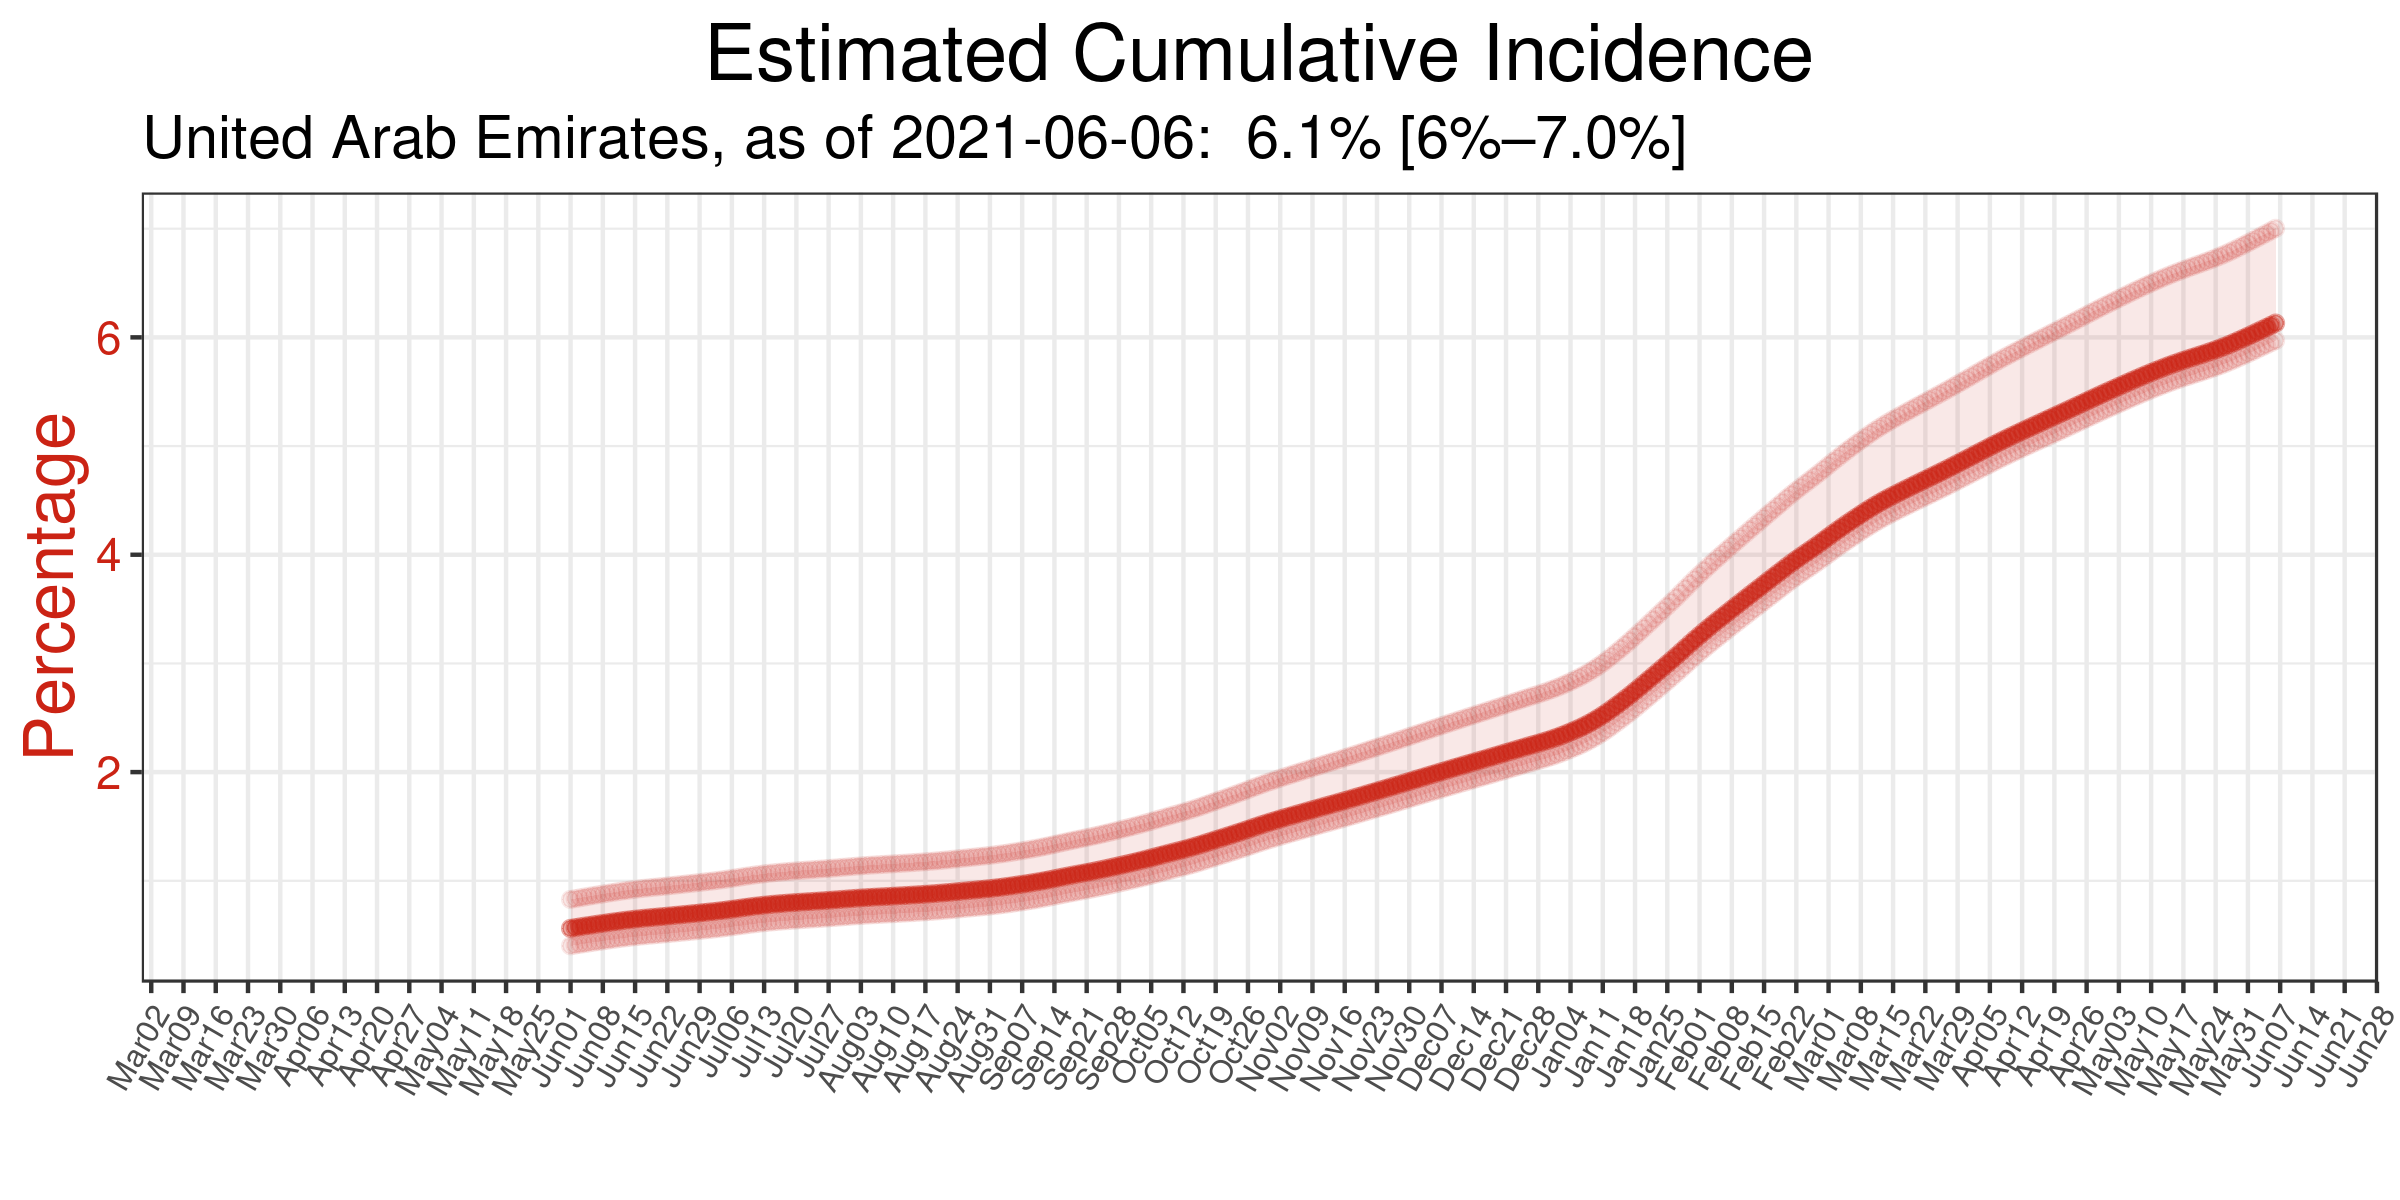 Estimated Cumulative Incidence
United Arab Emirates, as of 2021-06-06:  6.1% [6%–7.0%]
Percentage
6
4
2
Mar02
Mar09
Mar16
Mar23
Mar30
Apr06
Apr13
Apr20
Apr27
May04
May11
May18
May25
Jun01
Jun08
Jun15
Jun22
Jun29
Jul06
Jul13
Jul20
Jul27
Aug03
Aug10
Aug17
Aug24
Aug31
Sep07
Sep14
Sep21
Sep28
Oct05
Oct12
Oct19
Oct26
Nov02
Nov09
Nov16
Nov23
Nov30
Dec07
Dec14
Dec21
Dec28
Jan04
Jan11
Jan18
Jan25
Feb01
Feb08
Feb15
Feb22
Mar01
Mar08
Mar15
Mar22
Mar29
Apr05
Apr12
Apr19
Apr26
May03
May10
May17
May24
May31
Jun07
Jun14
Jun21
Jun28